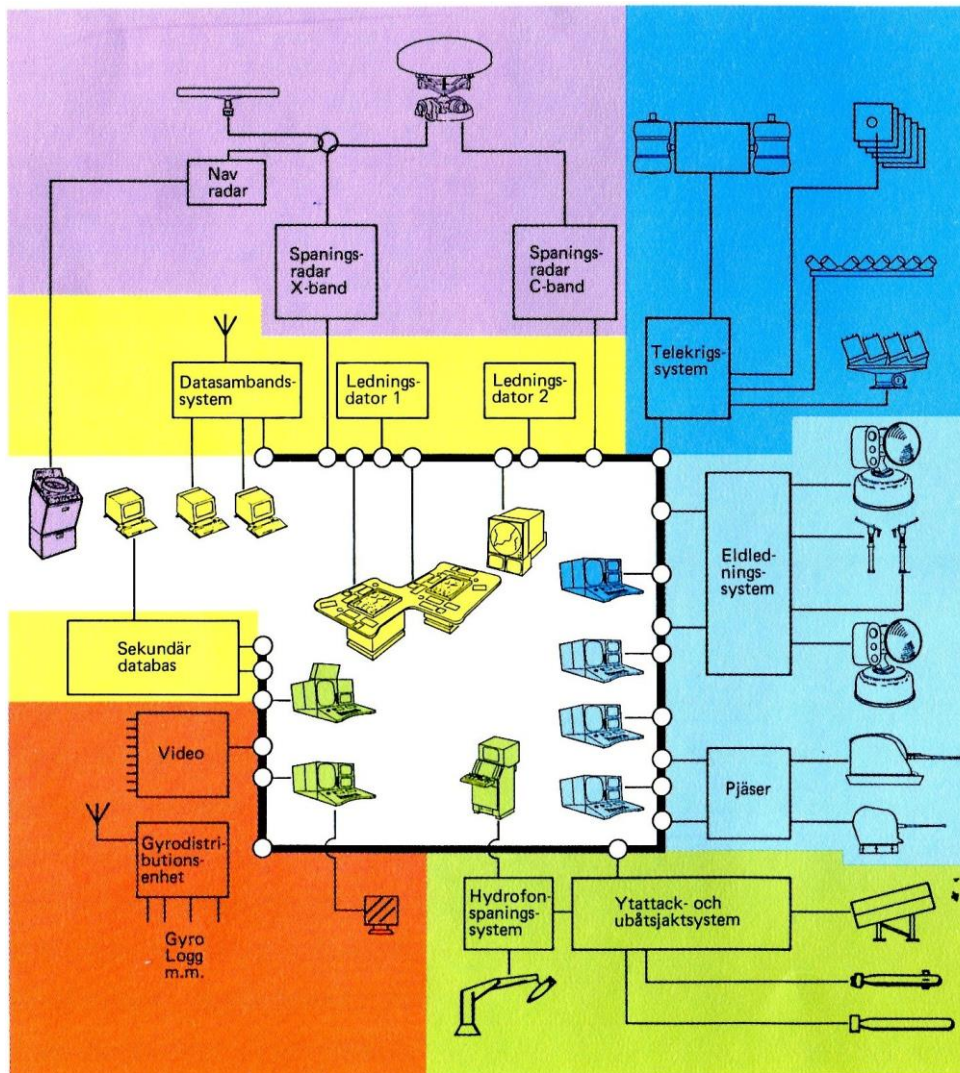 Nav
radar
Spanings-
radar
X-band
Spanings-
radar
C-band
Telekrigs-
system
Datasambands-
system
Lednings-
dator 1
Lednings-
dator 2
Eldled-
nings-
system
Sekundär
databas
Video
Pjäser
Gyrodistri-
butions-
enhet
Gyro
Logg
m.m.
Hydrofon-
spanings-
system
Ytattack- och
ubåtsjaktsystem